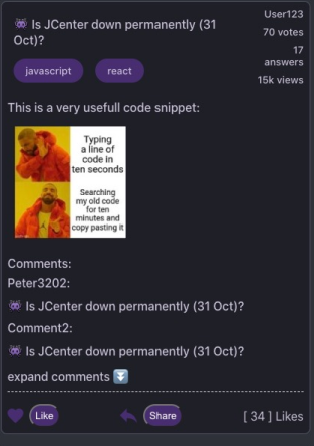 👾 Is JCenter down permanently (31
Oct)?
User123
70 votes
17
answers
15k views
javascript
react
This is a very usefull code snippet:
Typing
a line of
code in
ten seconds
Searching
my old code
for ten
minutes and
copy pasting it
Comments:
Peter3202:
👾 Is JCenter down permanently (31 Oct)?
Comment2:
👾 Is JCenter down permanently (31 Oct)?
expand comments ⏬
Like
Share
[ 34 ] Likes